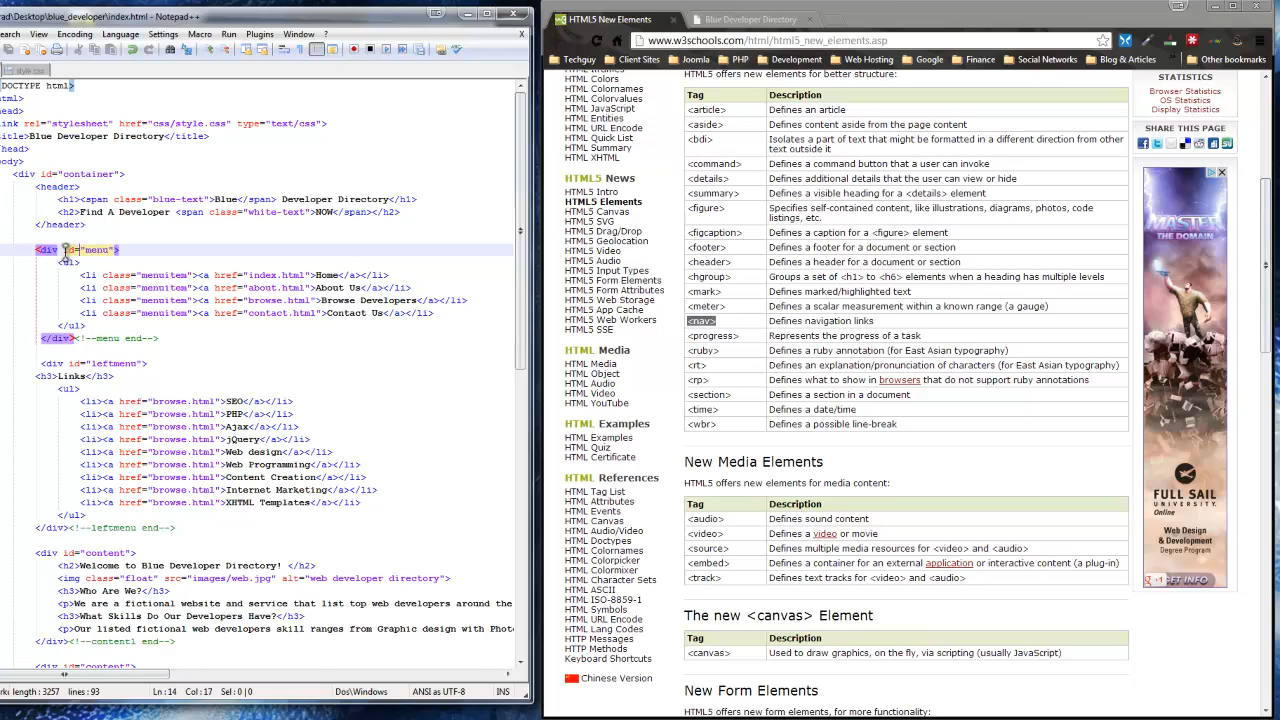 rad\Desktop\blue_developer\index.html - Notepad++
View Encoding Language Settings Macro Run Plugins Window ? X
style.css
DOCTYPE html>
html>
head>
link rel="stylesheet" href="css/style.css" type="text/css">
title>Blue Developer Directory</title>
/head>
body>
<div id="container">
<header>
<h1><span class="blue-text">Blue</span> Developer Directory</h1>
<h2>Find A Developer <span class="white-text">NOW</span></h2>
</header>
<div id="menu">
<ul>
<li class="menuitem"><a href="index.html">Home</a></li>
<li class="menuitem"><a href="about.html">About Us</a></li>
<li class="menuitem"><a href="browse.html">Browse Developers</a></li>
<li class="menuitem"><a href="contact.html">Contact Us</a></li>
</ul>
</div><!--menu end-->
<div id="leftmenu">
<h3>Links</h3>
<ul>
<li><a href="browse.html">SEO</a></li>
<li><a href="browse.html">PHP</a></li>
<li><a href="browse.html">Ajax</a></li>
<li><a href="browse.html">jQuery</a></li>
<li><a href="browse.html">Web design</a></li>
<li><a href="browse.html">Web Programming</a></li>
<li><a href="browse.html">Content Creation</a></li>
<li><a href="browse.html">Internet Marketing</a></li>
<li><a href="browse.html">XHTML Templates</a></li>
</ul>
</div><!--leftmenu end-->
<div id="content">
<h2>Welcome to Blue Developer Directory!</h2>
<img class="float" src="images/web.jpg" alt="web developer directory">
<h3>Who Are We?</h3>
<p>We are a fictional website and service that list top web developers around the
<h3>What Skills Do Our Developers Have?</h3>
<p>Our listed fictional web developers skill ranges from Graphic design with Photo
</div><!--content1 end-->
<div id="content">
length : 3257 lines : 93 Ln : 14 Col : 17 Sel : 0 | 0 Dos\Windows ANSI as UTF-8 INS
HTML5 New Elements
Blue Developer Directory
www.w3schools.com/html/html5_new_elements.asp
Techguy Client Sites Joomla PHP Development Web Hosting Google Finance Social Networks Blog & Articles Other bookmarks
HTML Iframes
HTML Colors
HTML Colornames
HTML Colorvalues
HTML JavaScript
HTML Entities
HTML URL Encode
HTML Quick List
HTML Summary
HTML XHTML
HTML5 News
HTML5 Intro
HTML5 Elements
HTML5 Canvas
HTML5 SVG
HTML5 Drag/Drop
HTML5 Geolocation
HTML5 Video
HTML5 Audio
HTML5 Input Types
HTML5 Form Elements
HTML5 Form Attributes
HTML5 Web Storage
HTML5 App Cache
HTML5 Web Workers
HTML5 SSE
HTML Media
HTML Media
HTML Object
HTML Audio
HTML Video
HTML YouTube
HTML Examples
HTML Examples
HTML Quiz
HTML Certificate
HTML References
HTML Tag List
HTML Attributes
HTML Events
HTML Canvas
HTML Audio/Video
HTML Doctypes
HTML Colornames
HTML Colorpicker
HTML Colormixer
HTML Character Sets
HTML ASCII
HTML ISO-8859-1
HTML Symbols
HTML URL Encode
HTML Lang Codes
HTTP Messages
HTTP Methods
Keyboard Shortcuts
Chinese Version
HTML5 offers new elements for better structure:
Tag Description
<article> Defines an article
<aside> Defines content aside from the page content
<bdi> Isolates a part of text that might be formatted in a different direction from other
text outside it
<command> Defines a command button that a user can invoke
<details> Defines additional details that the user can view or hide
<summary> Defines a visible heading for a <details> element
<figure> Specifies self-contained content, like illustrations, diagrams, photos, code
listings, etc.
<figcaption> Defines a caption for a <figure> element
<footer> Defines a footer for a document or section
<header> Defines a header for a document or section
<hgroup> Groups a set of <h1> to <h6> elements when a heading has multiple levels
<mark> Defines marked/highlighted text
<meter> Defines a scalar measurement within a known range (a gauge)
<nav> Defines navigation links
<progress> Represents the progress of a task
<ruby> Defines a ruby annotation (for East Asian typography)
<rt> Defines an explanation/pronunciation of characters (for East Asian typography)
<rp> Defines what to show in browsers that do not support ruby annotations
<section> Defines a section in a document
<time> Defines a date/time
<wbr> Defines a possible line-break
New Media Elements
HTML5 offers new elements for media content:
Tag Description
<audio> Defines sound content
<video> Defines a video or movie
<source> Defines multiple media resources for <video> and <audio>
<embed> Defines a container for an external application or interactive content (a plug-in)
<track> Defines text tracks for <video> and <audio>
The new <canvas> Element
Tag Description
<canvas> Used to draw graphics, on the fly, via scripting (usually JavaScript)
New Form Elements
HTML5 offers new form elements, for more functionality:
STATISTICS
Browser Statistics
OS Statistics
Display Statistics
SHARE THIS PAGE
MASTER
THE DOMAIN
FULL SAIL
UNIVERSITY.
Online
Web Design
& Development
Degree Program
GET INFO